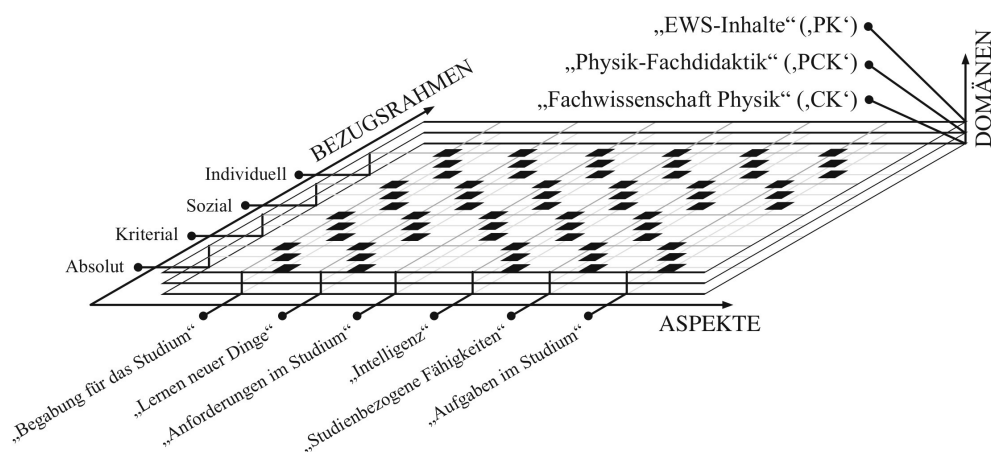 „EWS-Inhalte“ (‚PK‘)
„Physik-Fachdidaktik“ (‚PCK‘)
„Fachwissenschaft Physik“ (‚CK‘)
DOMÄNEN
BEZUGSRAHMEN
Individuell
Sozial
Kriterial
Absolut
ASPEKTE
„Begabung für das Studium“
„Lernen neuer Dinge“
„Anforderungen im Studium“
„Intelligenz“
„Studienbezogene Fähigkeiten“
„Aufgaben im Studium“